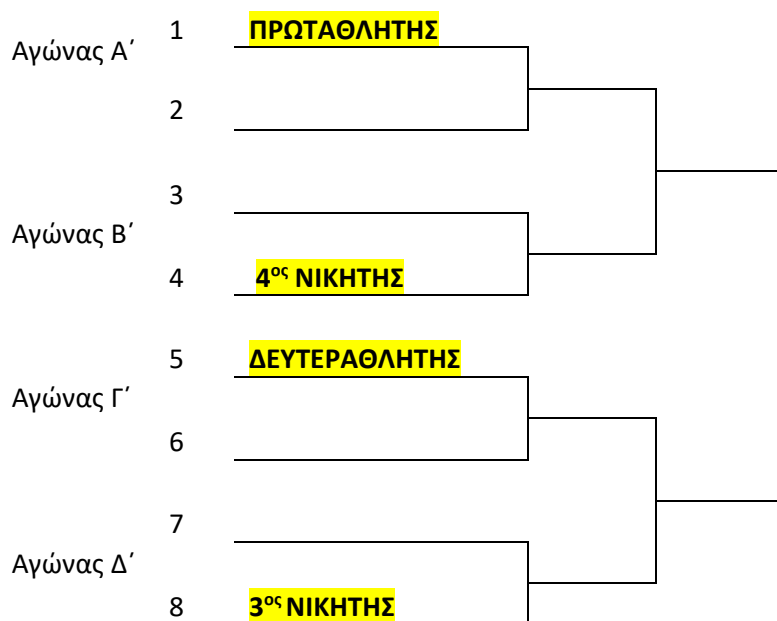 1 ΠΡΩΤΑΘΛΗΤΗΣ
Αγώνας Α΄
2
3
Αγώνας Β΄
4 4ος ΝΙΚΗΤΗΣ
5 ΔΕΥΤΕΡΑΘΛΗΤΗΣ
Αγώνας Γ΄
6
7
Αγώνας Δ΄
8 3ος ΝΙΚΗΤΗΣ